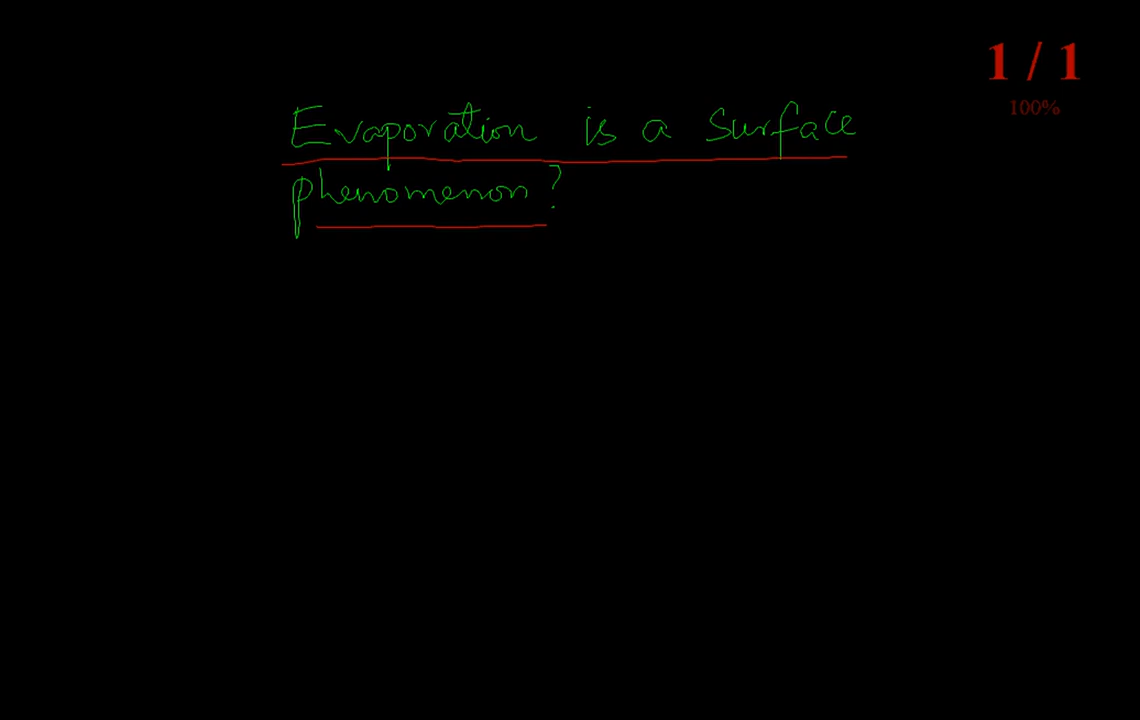 1 / 1
100%
Evaporation is a surface
phenomenon?